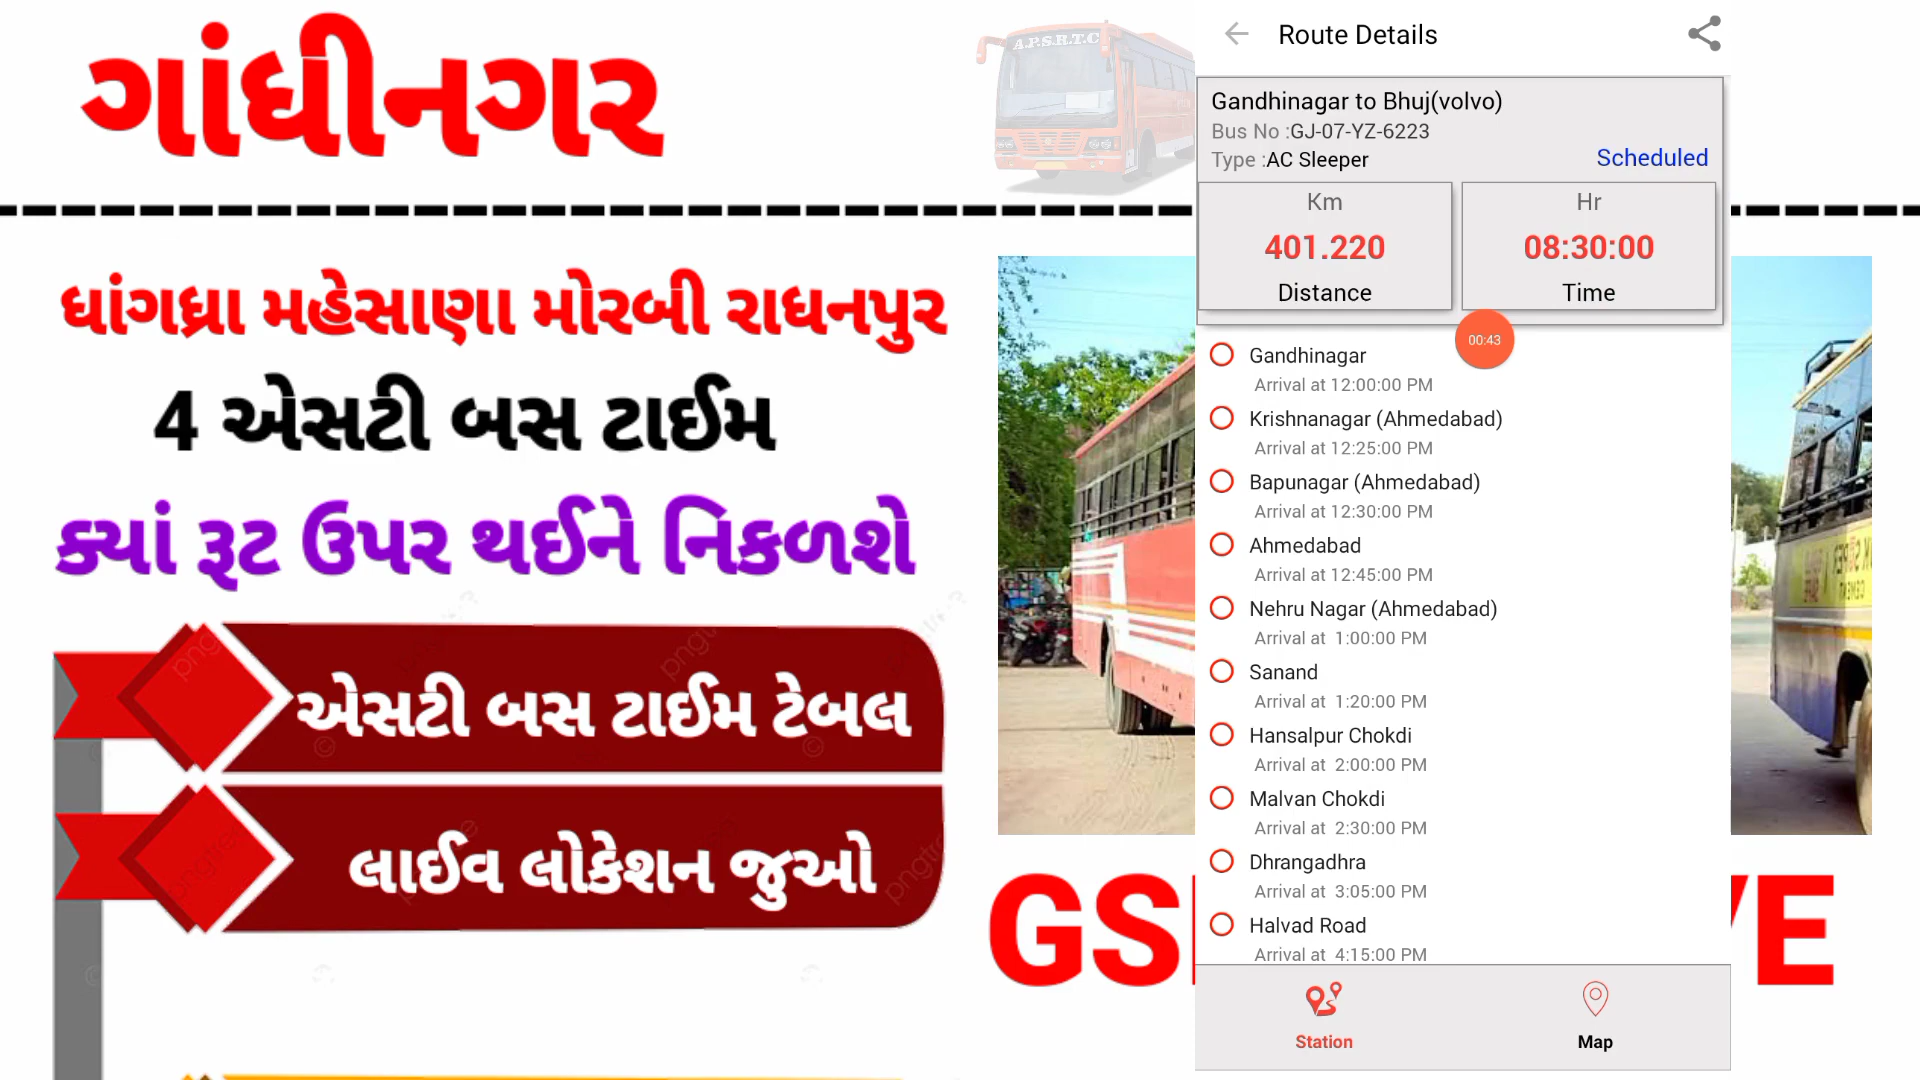 ગાંધીનગર
ધાંગધ્રા મહેસાણા મોરબી રાધનપુર
4 એસટી બસ ટાઈમ
ક્યાં રૂટ ઉપર થઈને નિકળશે
એસટી બસ ટાઈમ ટેબલ
લાઈવ લોકેશન જુઓ
A.P.S.R.T.C
Route Details
Gandhinagar to Bhuj(volvo)
Bus No :GJ-07-YZ-6223
Type :AC Sleeper
Scheduled
Km
401.220
Distance
Hr
08:30:00
Time
00:43
Gandhinagar
Arrival at 12:00:00 PM
Krishnanagar (Ahmedabad)
Arrival at 12:25:00 PM
Bapunagar (Ahmedabad)
Arrival at 12:30:00 PM
Ahmedabad
Arrival at 12:45:00 PM
Nehru Nagar (Ahmedabad)
Arrival at 1:00:00 PM
Sanand
Arrival at 1:20:00 PM
Hansalpur Chokdi
Arrival at 2:00:00 PM
Malvan Chokdi
Arrival at 2:30:00 PM
Dhrangadhra
Arrival at 3:05:00 PM
Halvad Road
Arrival at 4:15:00 PM
Station
Map
GS
VE